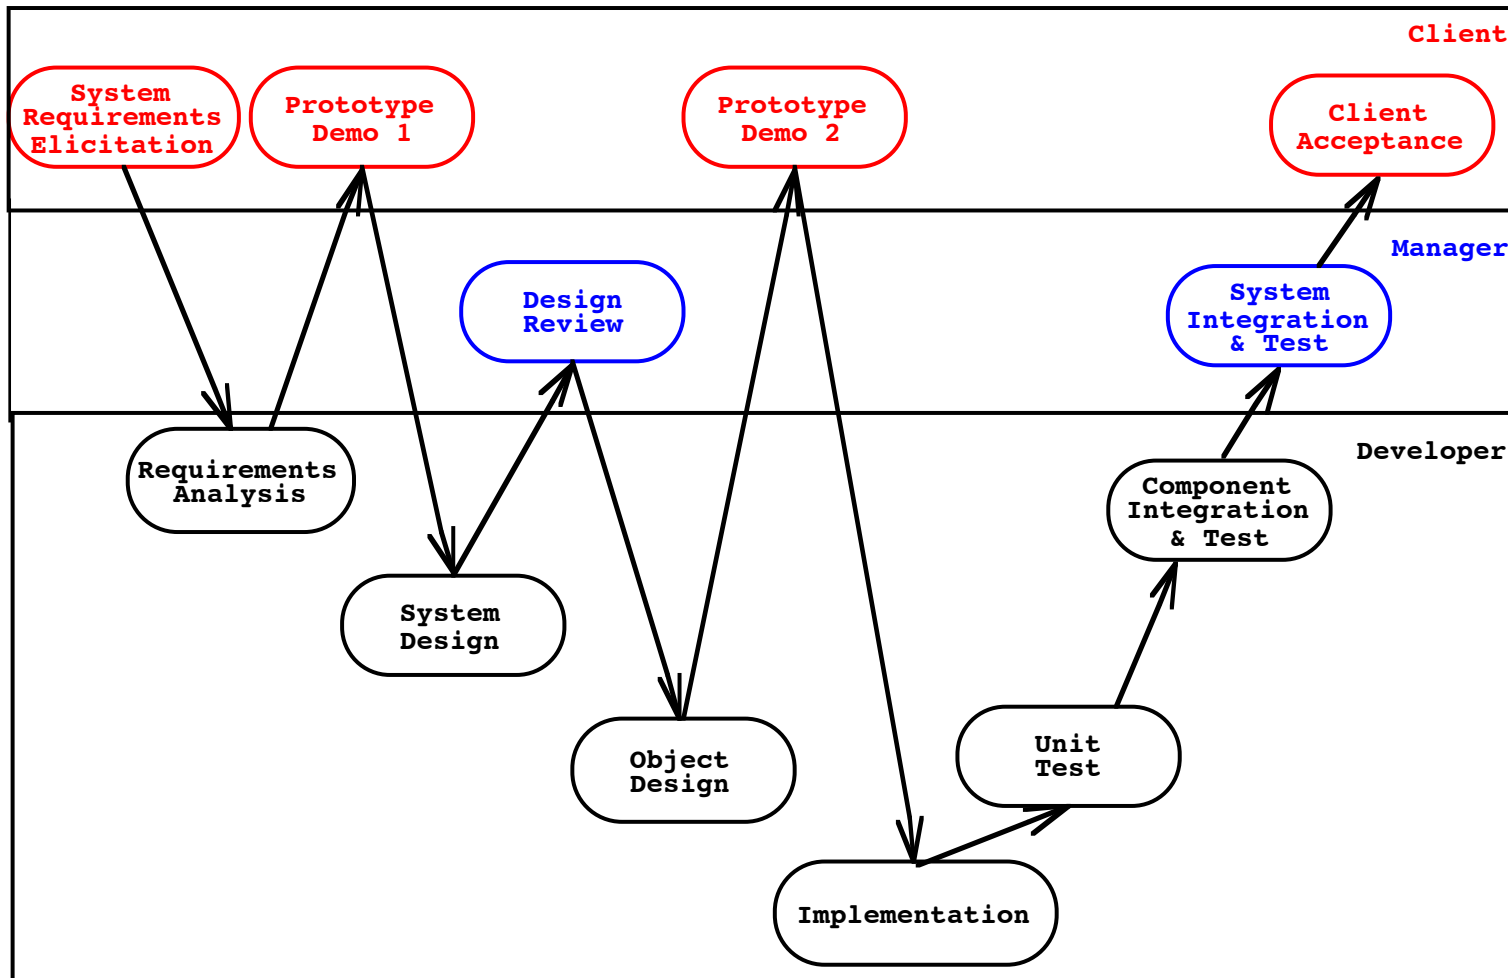 Client
System
Requirements
Elicitation
Prototype
Demo 1
Prototype
Demo 2
Client
Acceptance
Manager
Design
Review
System
Integration
& Test
Developer
Requirements
Analysis
Component
Integration
& Test
System
Design
Object
Design
Unit
Test
Implementation